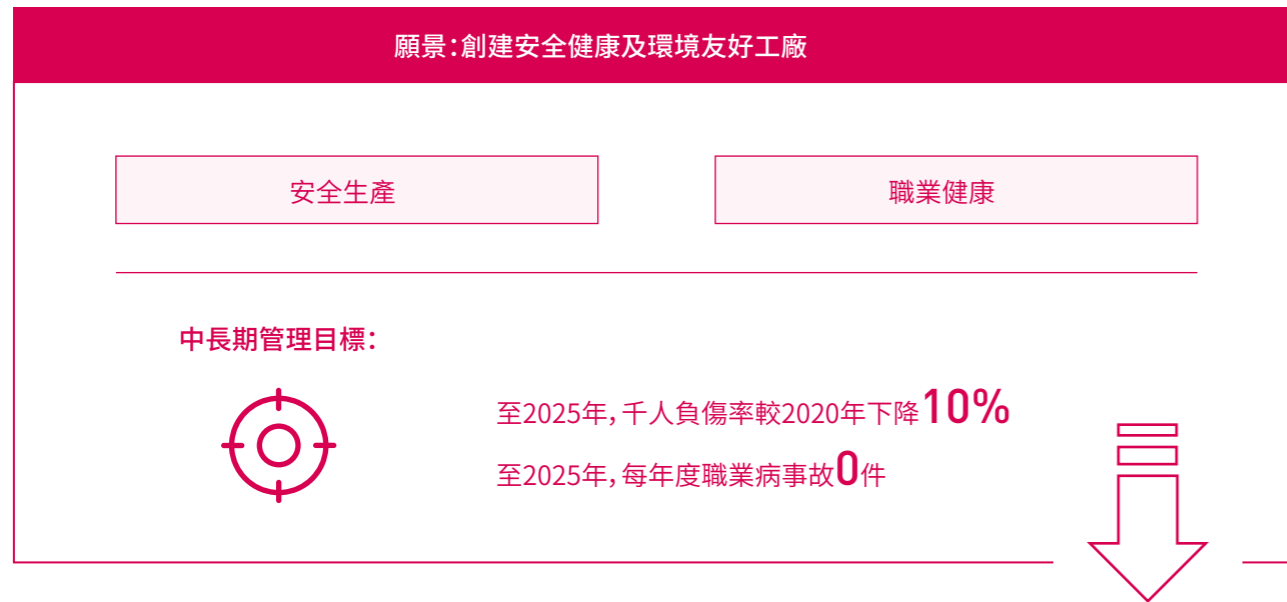 願景：創建安全健康及環境友好工廠
安全生產
職業健康
中長期管理目標：
至2025年，千人負傷率較2020年下降10%
至2025年，每年度職業病事故0件